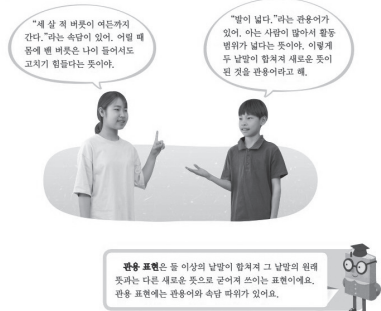 "세 살 적 버릇이 여든까지
간다."라는 속담이 있어. 어릴 때
몸에 밴 버릇은 나이 들어서도
고치기 힘들다는 뜻이야.
"발이 넓다."라는 관용어가
있어. 아는 사람이 많아서 활동
범위가 넓다는 뜻이야. 이렇게
두 낱말이 합쳐져 새로운 뜻이
된 것을 관용어라고 해.
관용 표현은 둘 이상의 낱말이 합쳐져 그 낱말의 원래
뜻과는 다른 새로운 뜻으로 굳어져 쓰이는 표현이에요.
관용 표현에는 관용어와 속담 따위가 있어요.